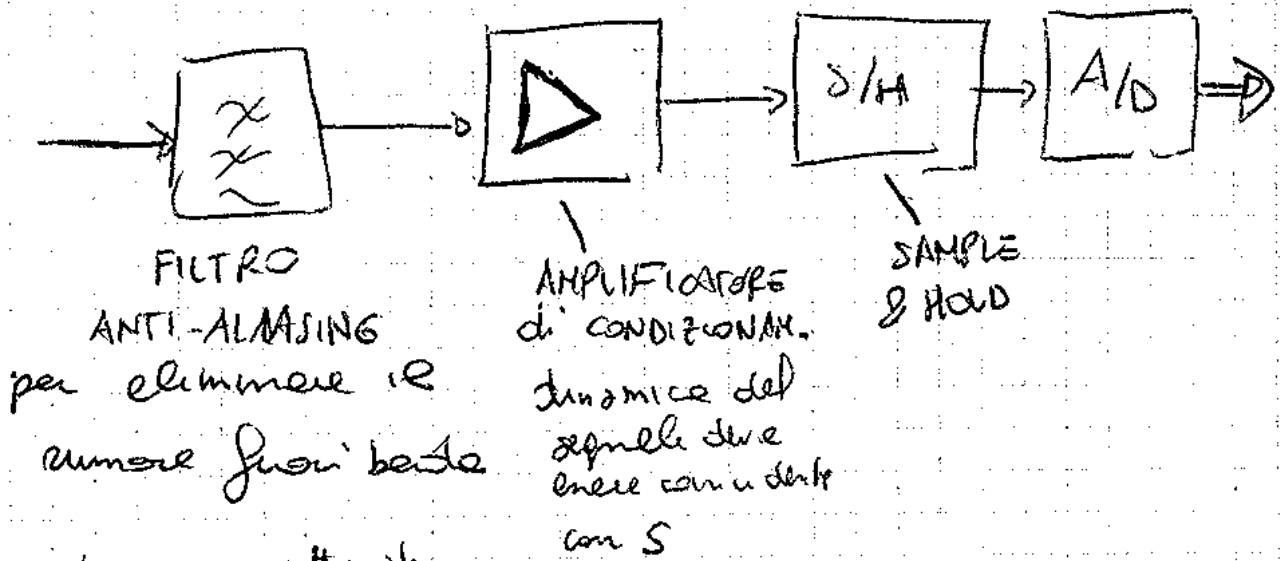 S/H
A/D
FILTRO
ANTI-ALIASING
per eliminare il
rumore fuori banda
AMPLIFICATORE
di CONDIZIONAM.
dinamica del
segnale deve
essere coincidente
con S
SAMPLE
& HOLD